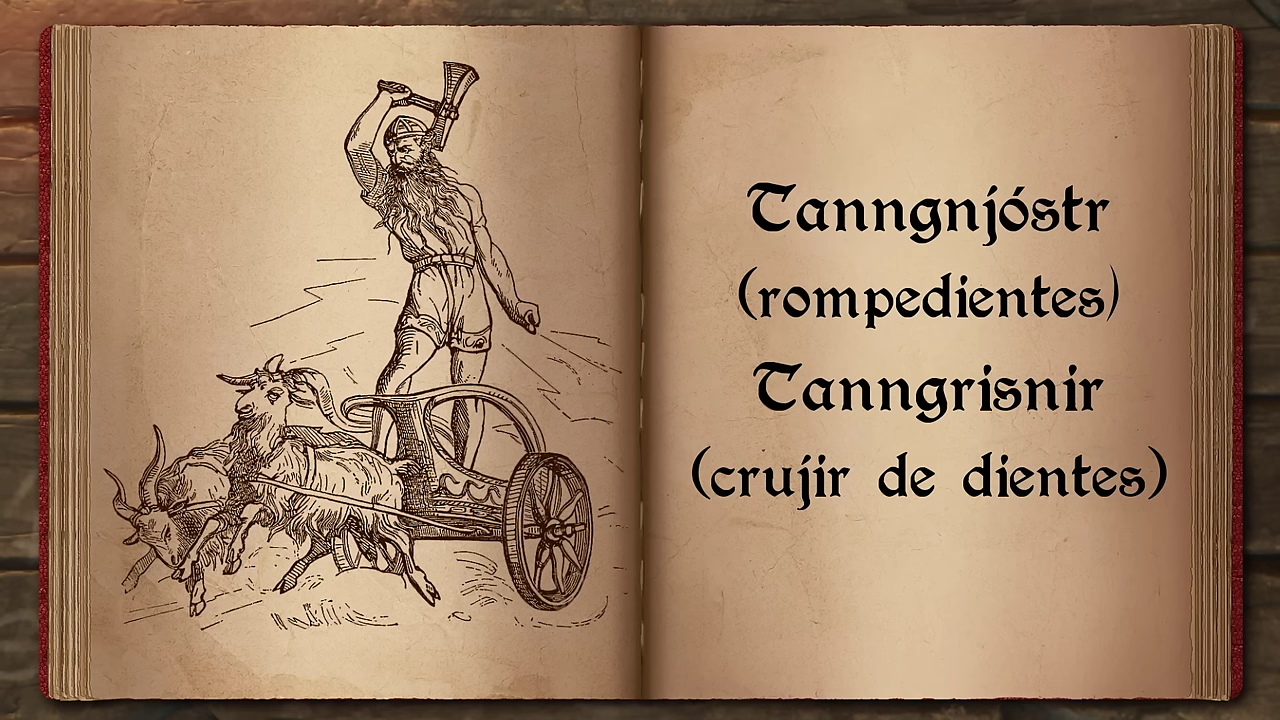 Tanngnjóstr
(rompedientes)
Tanngrisnir
(crujir de dientes)